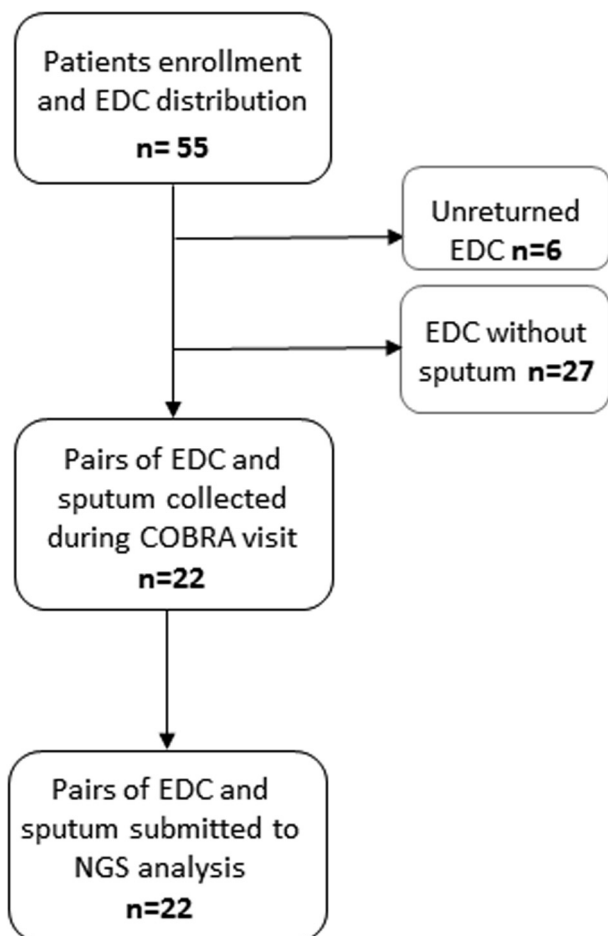 Patients enrollment
and EDC distribution
n= 55
Unreturned
EDC n=6
EDC without
sputum n=27
Pairs of EDC and
sputum collected
during COBRA visit
n=22
Pairs of EDC and
sputum submitted to
NGS analysis
n=22